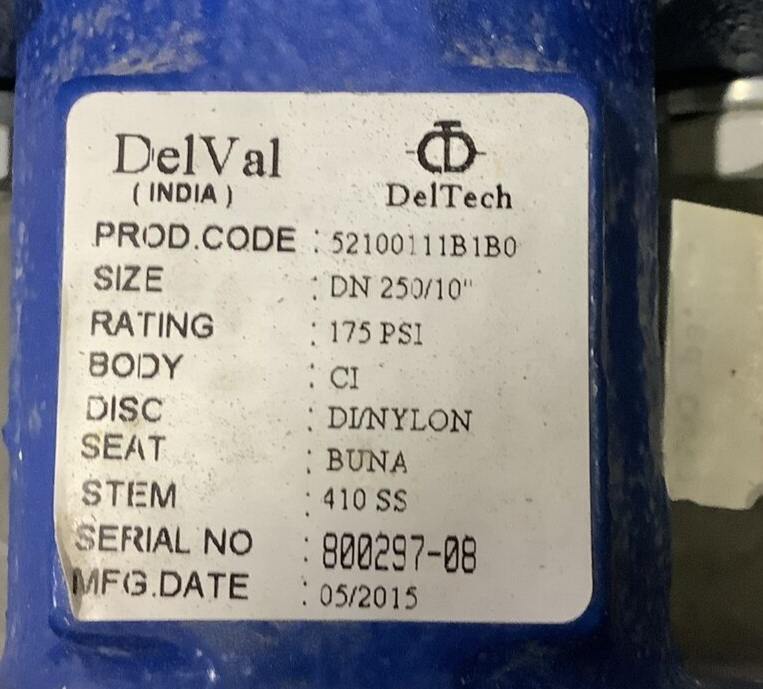 DelVal
(INDIA)
DelTech
PROD.CODE : 52100111B1B0
SIZE : DN 250/10"
RATING : 175 PSI
BODY : CI
DISC : DI/NYLON
SEAT : BUNA
STEM : 410 SS
SERIAL NO : 800297-08
MFG.DATE : 05/2015